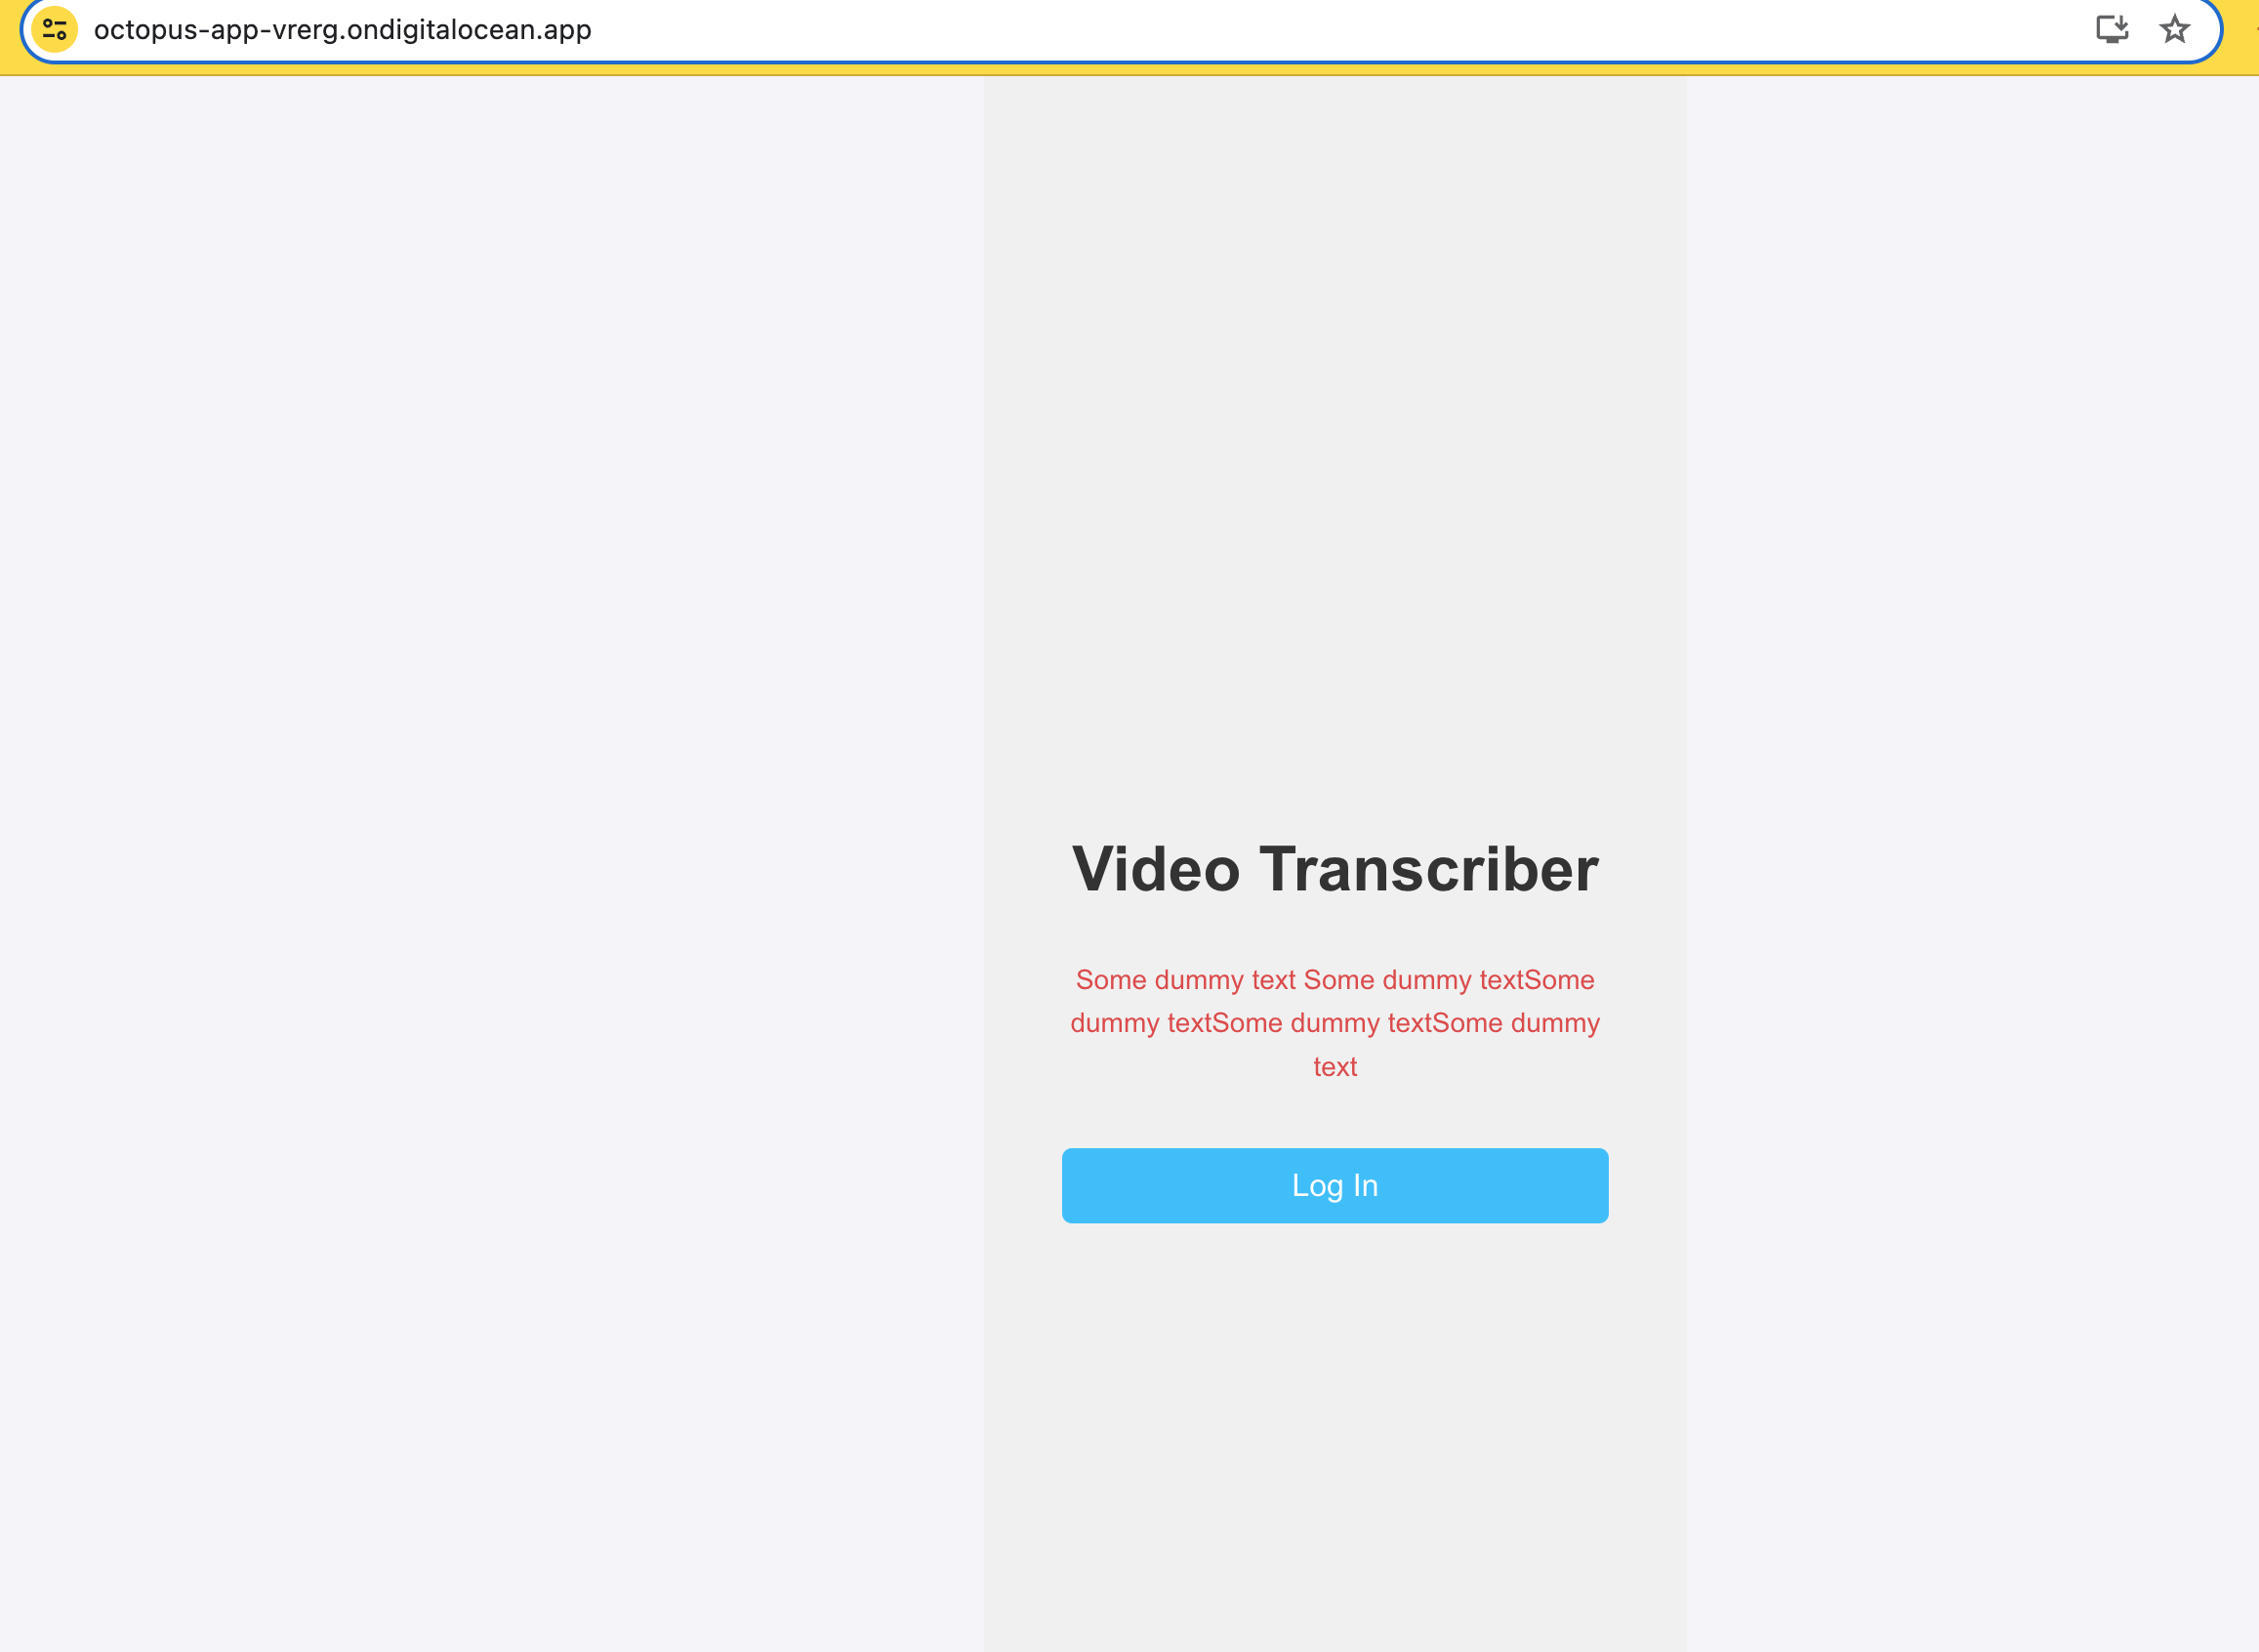 octopus-app-vrerg.ondigitalocean.app
Video Transcriber
Some dummy text Some dummy textSome
dummy textSome dummy textSome dummy
text
Log In